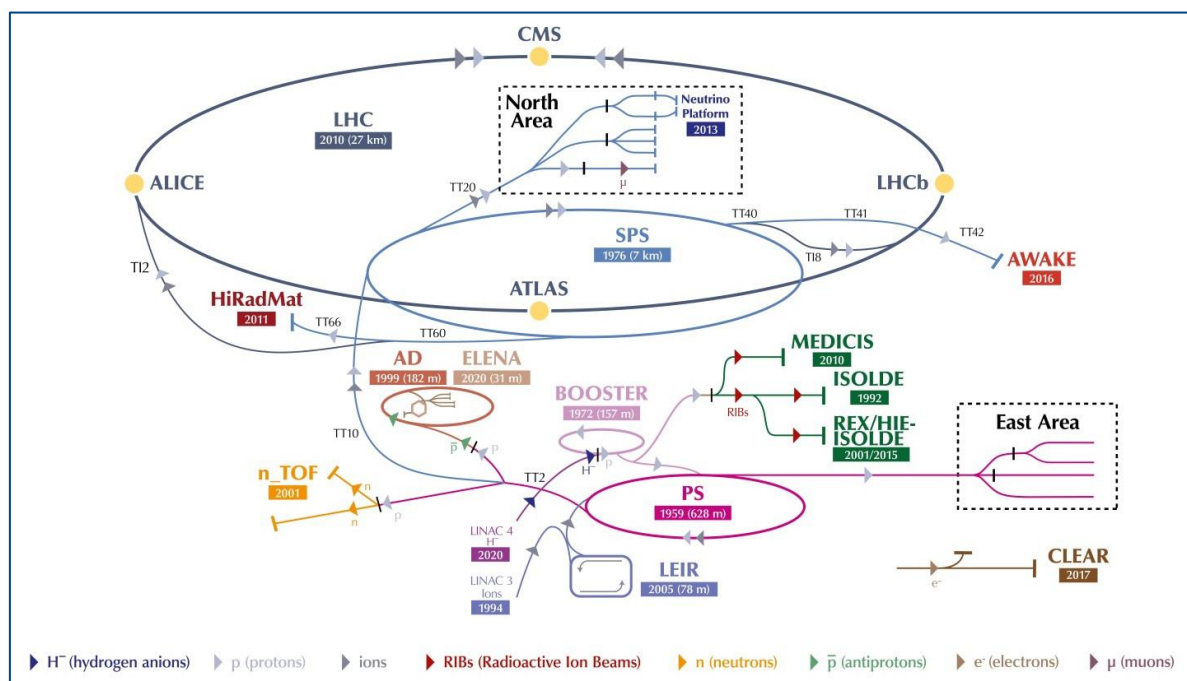 CMS
North
Area
Neutrino
Platform
2013
LHC
2010 (27 km)
ALICE
LHCb
TT20
μ
TT40
TT41
TT42
SPS
1976 (7 km)
TI8
AWAKE
2016
TI2
HiRadMat
2011
ATLAS
TT66
TT60
AD
1999 (182 m)
ELENA
2020 (31 m)
MEDICIS
2010
BOOSTER
1972 (157 m)
ISOLDE
1992
RIBs
REX/HIE-
ISOLDE
2001/2015
East Area
TT10
p̅
p
H⁻
p
n_TOF
2001
n
n
p
TT2
PS
1959 (628 m)
LINAC 4
H⁻
2020
LINAC 3
Ions
1994
LEIR
2005 (78 m)
CLEAR
2017
e⁻
H⁻ (hydrogen anions)
p (protons)
ions
RIBs (Radioactive Ion Beams)
n (neutrons)
p̅ (antiprotons)
e⁻ (electrons)
μ (muons)